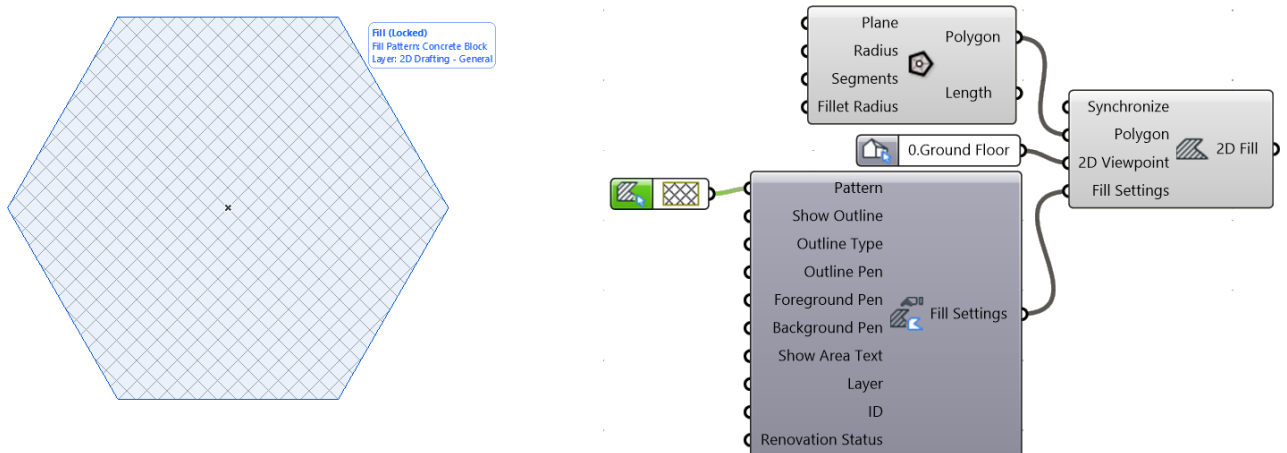 Fill (Locked)
Fill Pattern: Concrete Block
Layer: 2D Drafting - General
Plane
Radius
Segments
Fillet Radius
Polygon
Length
0.Ground Floor
Synchronize
Polygon
2D Viewpoint
Fill Settings
2D Fill
Pattern
Show Outline
Outline Type
Outline Pen
Foreground Pen
Background Pen
Show Area Text
Layer
ID
Renovation Status
Fill Settings